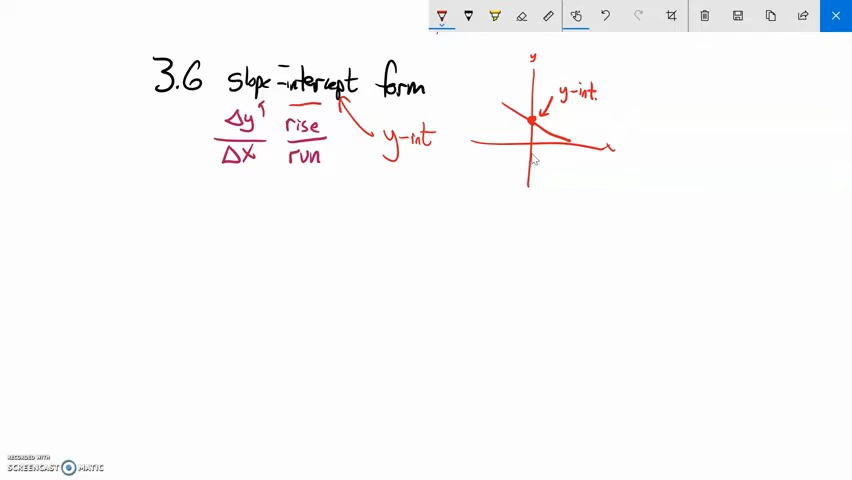 3.6 slope-intercept form
Δy rise
Δx run
y-int
y
y-int.
x
RECORDED WITH
SCREENCAST MATIC